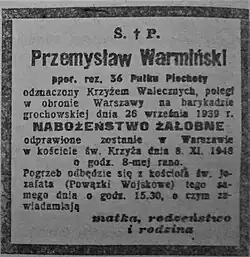 Ś. † P.
Przemysław Warmiński
ppor. rez. 36 Pułku Piechoty
odznaczony Krzyżem Walecznych, poległ
w obronie Warszawy na barykadzie
grochowskiej dnia 26 września 1939 r.
NABOŻEŃSTWO ŻAŁOBNE
odprawione zostanie w Warszawie
w kościele św. Krzyża dnia 8. XI. 1948
o godz. 8-mej rano.
Pogrzeb odbędzie się z kościoła św. Jo-
zafata (Powązki Wojskowe) tego sa-
mego dnia o godz. 15.30, o czym za-
wiadamiają
matka, rodzeństwo
i rodzina